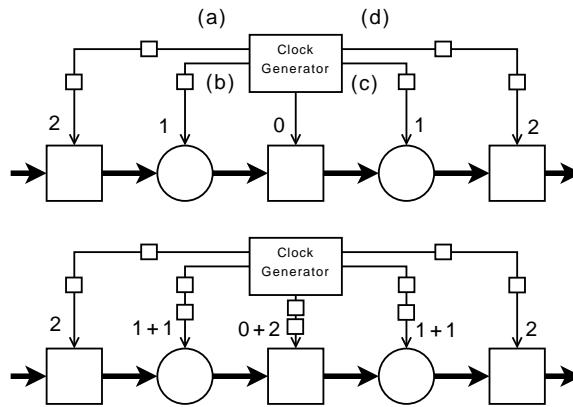 (a) (d)
Clock
Generator
(b) (c)
2 1 0 1 2
Clock
Generator
2 1+1 0+2 1+1 2